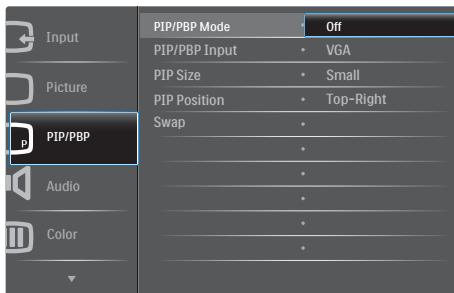 Input
Picture
P
PIP/PBP
Audio
Color
PIP/PBP Mode Off
PIP/PBP Input VGA
PIP Size Small
PIP Position Top-Right
Swap